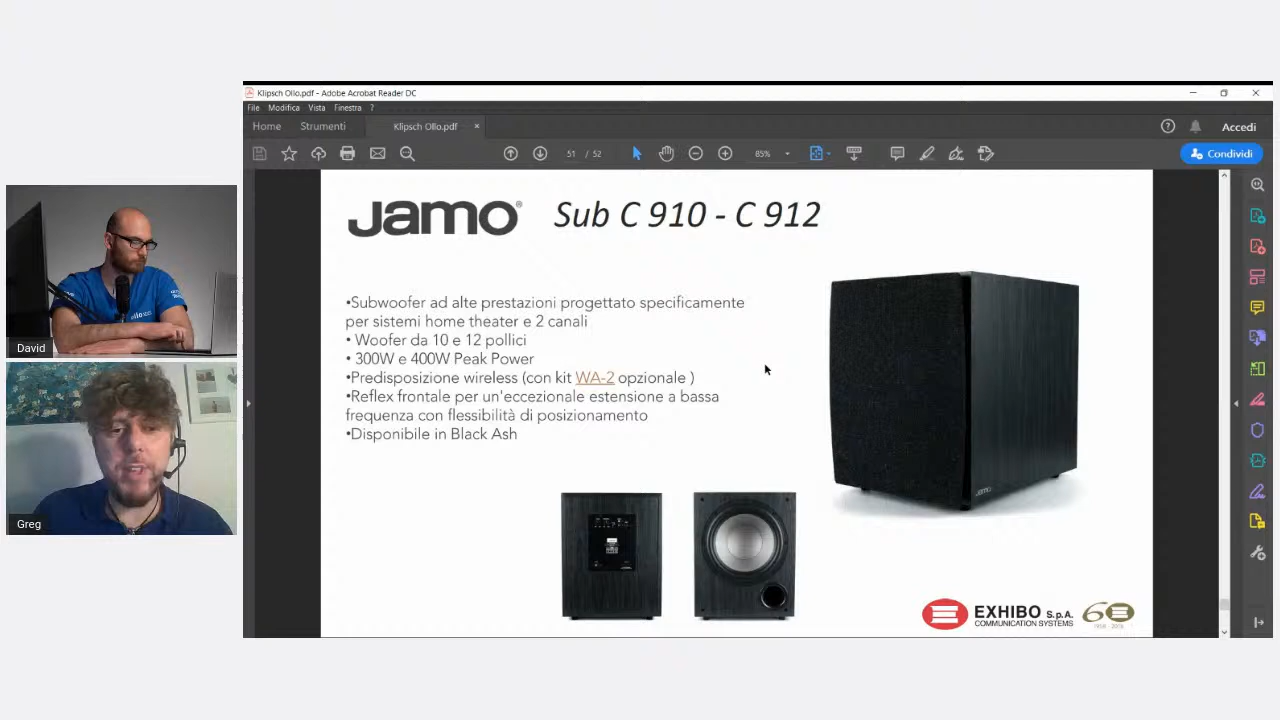 Klipsch Ollo.pdf - Adobe Acrobat Reader DC
File Modifica Vista Finestra ?
Home Strumenti Klipsch Ollo.pdf × Accedi
51 / 52 85% Condividi
Jamo® Sub C 910 - C 912
•Subwoofer ad alte prestazioni progettato specificamente
per sistemi home theater e 2 canali
• Woofer da 10 e 12 pollici
• 300W e 400W Peak Power
•Predisposizione wireless (con kit WA-2 opzionale )
•Reflex frontale per un'eccezionale estensione a bassa
frequenza con flessibilità di posizionamento
•Disponibile in Black Ash
JAMO
EXHIBO S.p.A.
COMMUNICATION SYSTEMS
60
David
Greg